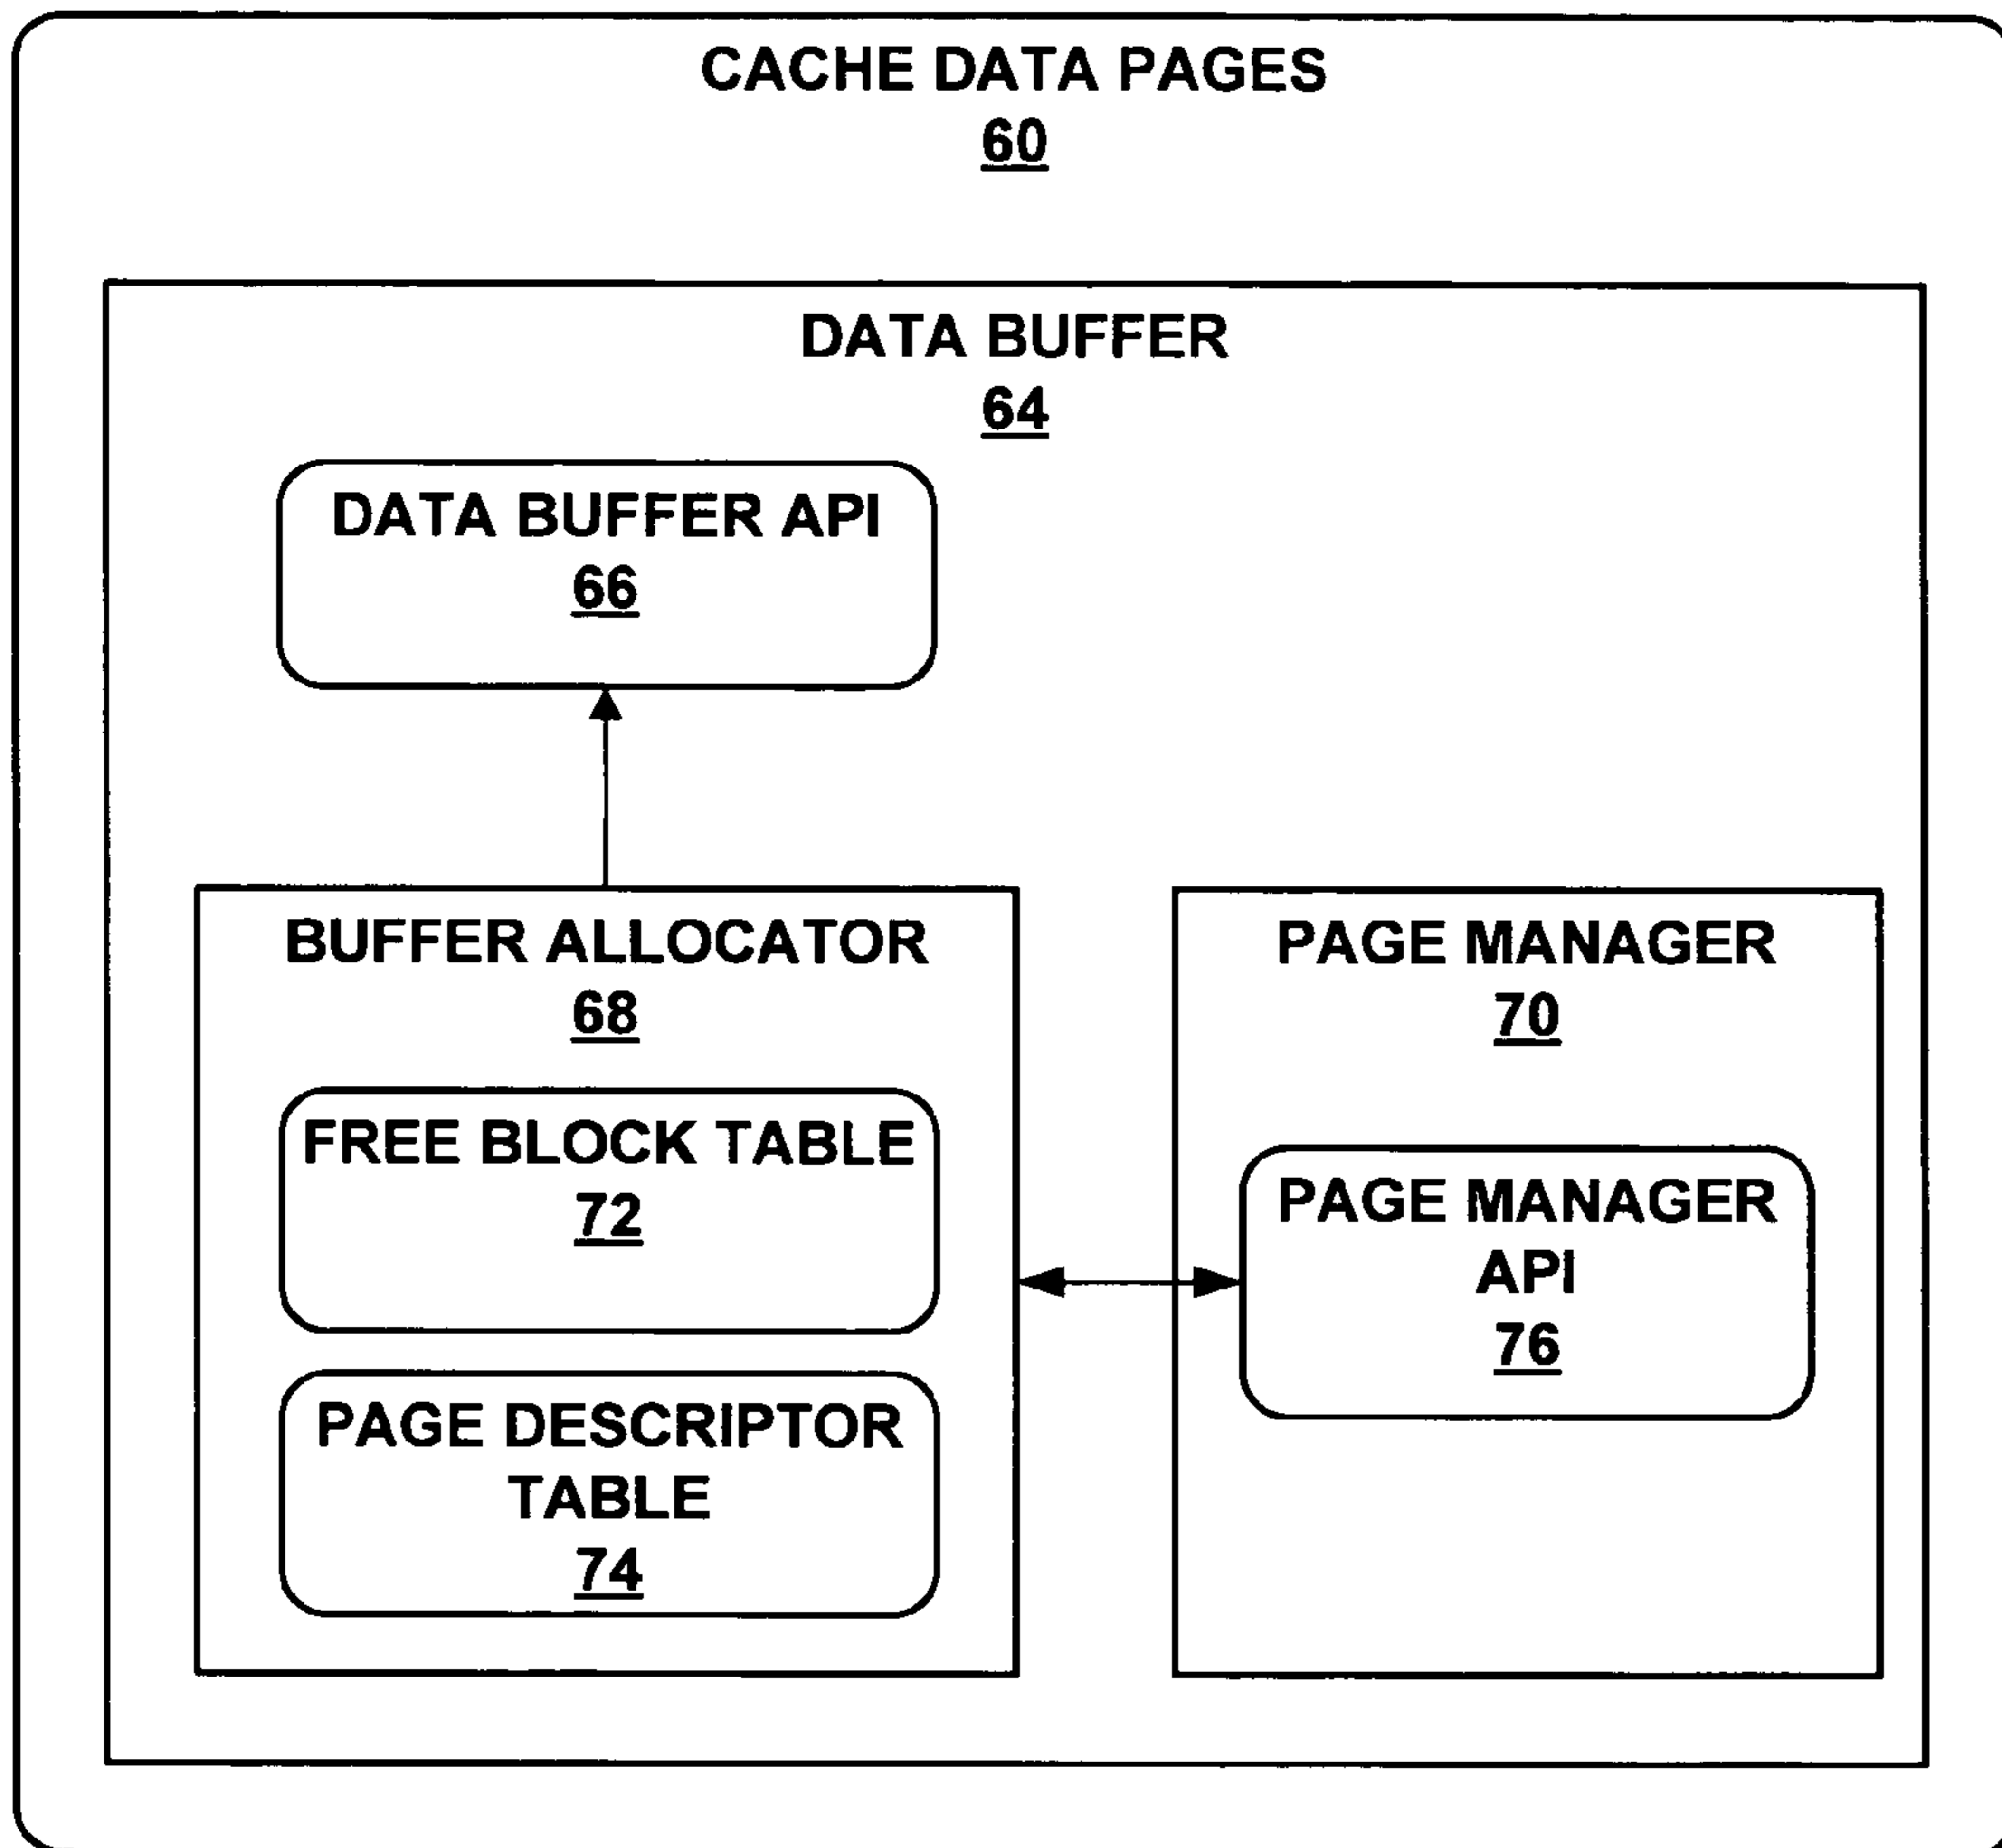 CACHE DATA PAGES
60
DATA BUFFER
64
DATA BUFFER API
66
BUFFER ALLOCATOR
68
FREE BLOCK TABLE
72
PAGE DESCRIPTOR
TABLE
74
PAGE MANAGER
70
PAGE MANAGER
API
76